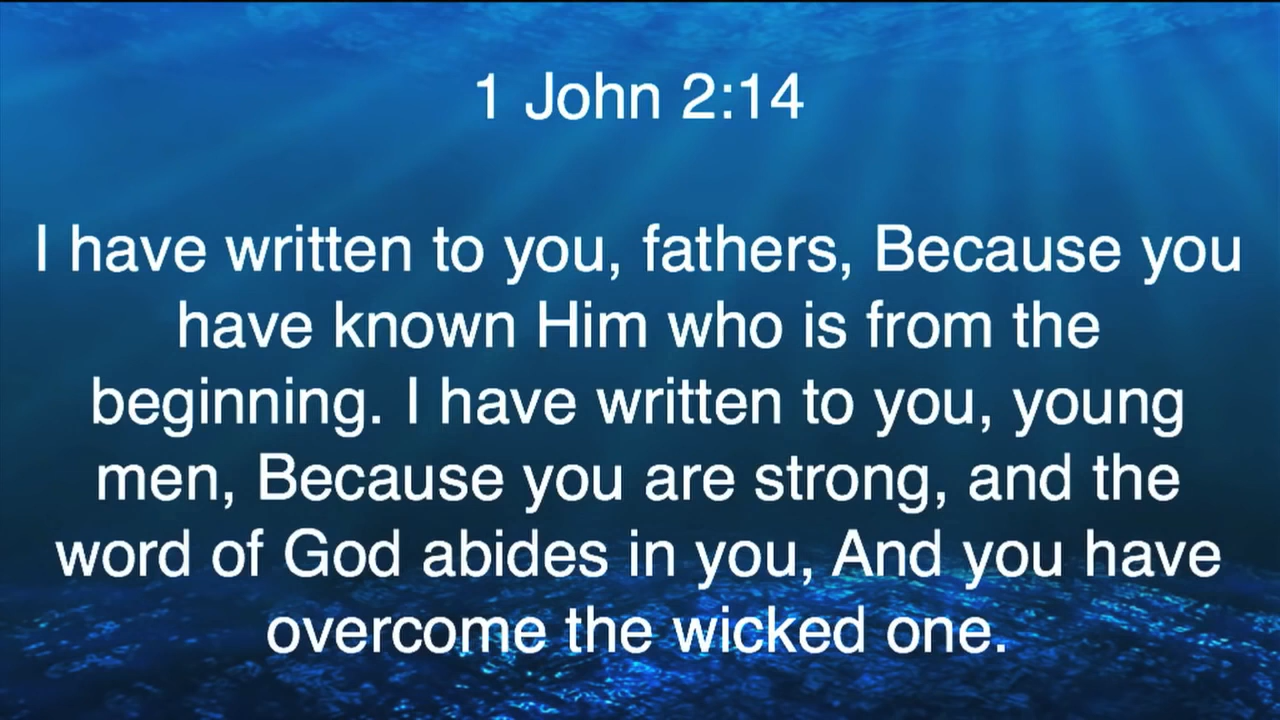 1 John 2:14
I have written to you, fathers, Because you
have known Him who is from the
beginning. I have written to you, young
men, Because you are strong, and the
word of God abides in you, And you have
overcome the wicked one.